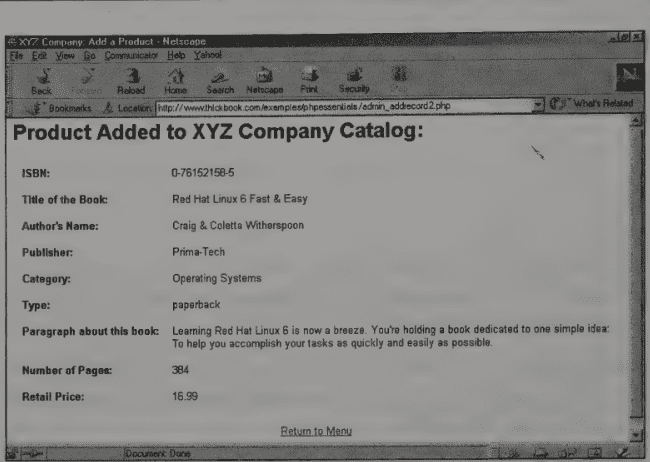 XYZ Company: Add a Product - Netscape
File Edit View Go Communicator Help Yahoo!
Back Forward Reload Home Search Netscape Print Security Stop
Bookmarks Location: http://www.thickbook.com/examples/phpessentials/admin_addrecord2.php What's Related
Product Added to XYZ Company Catalog:
ISBN: 0-76152158-5
Title of the Book: Red Hat Linux 6 Fast & Easy
Author's Name: Craig & Coletta Witherspoon
Publisher: Prima-Tech
Category: Operating Systems
Type: paperback
Paragraph about this book: Learning Red Hat Linux 6 is now a breeze. You're holding a book dedicated to one simple idea:
To help you accomplish your tasks as quickly and easily as possible.
Number of Pages: 384
Retail Price: 16.99
Return to Menu
Document: Done